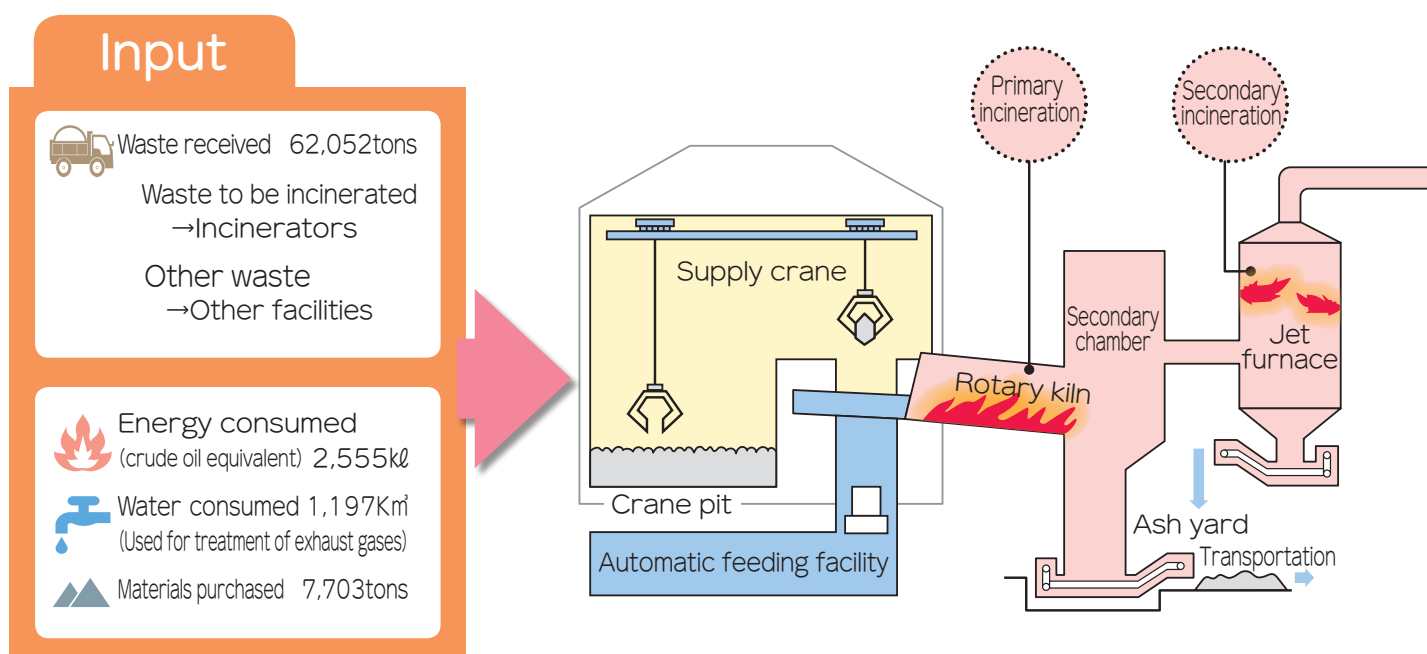 Input
Waste received 62,052tons
Waste to be incinerated
→Incinerators
Other waste
→Other facilities
Energy consumed
(crude oil equivalent) 2,555kℓ
Water consumed 1,197K㎥
(Used for treatment of exhaust gases)
Materials purchased 7,703tons
Primary
incineration
Secondary
incineration
Supply crane
Secondary
chamber
Jet
furnace
Rotary kiln
Crane pit
Ash yard
Automatic feeding facility
Transportation